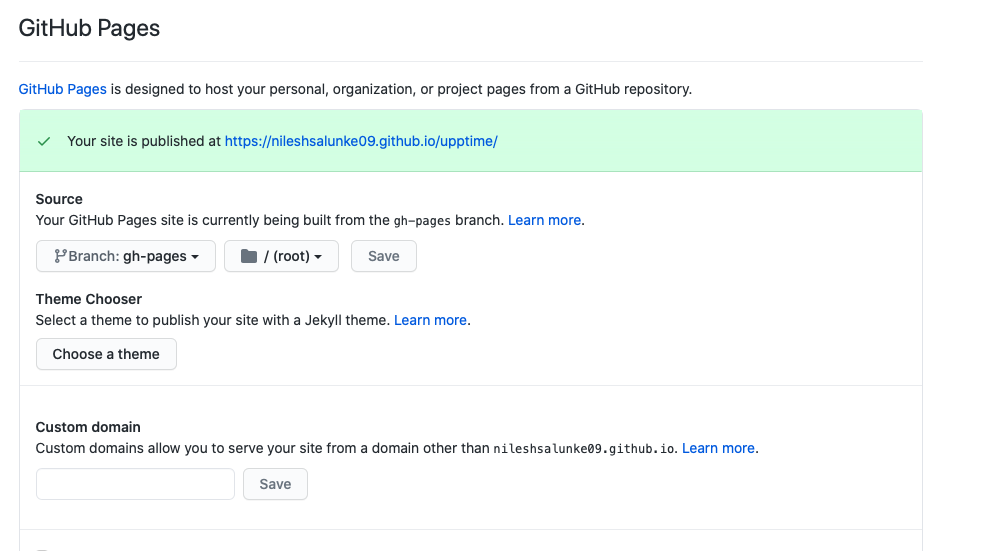 GitHub Pages
GitHub Pages is designed to host your personal, organization, or project pages from a GitHub repository.
Your site is published at https://nileshsalunke09.github.io/upptime/
Source
Your GitHub Pages site is currently being built from the gh-pages branch. Learn more.
Branch: gh-pages / (root) Save
Theme Chooser
Select a theme to publish your site with a Jekyll theme. Learn more.
Choose a theme
Custom domain
Custom domains allow you to serve your site from a domain other than nileshsalunke09.github.io. Learn more.
Save